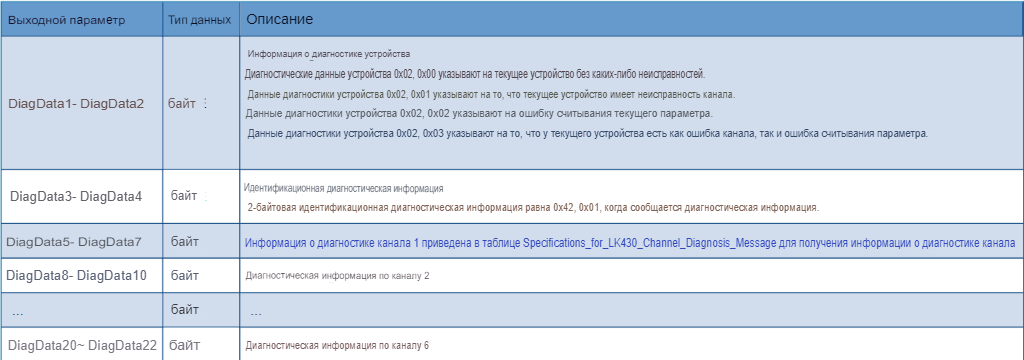 Выходной параметр Тип данных Описание
Информация о диагностике устройства
Диагностические данные устройства 0x02, 0x00 указывают на текущее устройство без каких-либо неисправностей.
Данные диагностики устройства 0x02, 0x01 указывают на то, что текущее устройство имеет неисправность канала.
DiagData1- DiagData2 байт
Данные диагностики устройства 0x02, 0x02 указывают на ошибку считывания текущего параметра.
Данные диагностики устройства 0x02, 0x03 указывают на то, что у текущего устройства есть как ошибка канала, так и ошибка считывания параметра.
DiagData3- DiagData4 байт Идентификационная диагностическая информация
2-байтовая идентификационная диагностическая информация равна 0x42, 0x01, когда сообщается диагностическая информация.
DiagData5- DiagData7 байт Информация о диагностике канала 1 приведена в таблице Specifications_for_LK430_Channel_Diagnosis_Message для получения информации о диагностике канала
DiagData8- DiagData10 байт Диагностическая информация по каналу 2
... байт ...
DiagData20~ DiagData22 байт Диагностическая информация по каналу 6